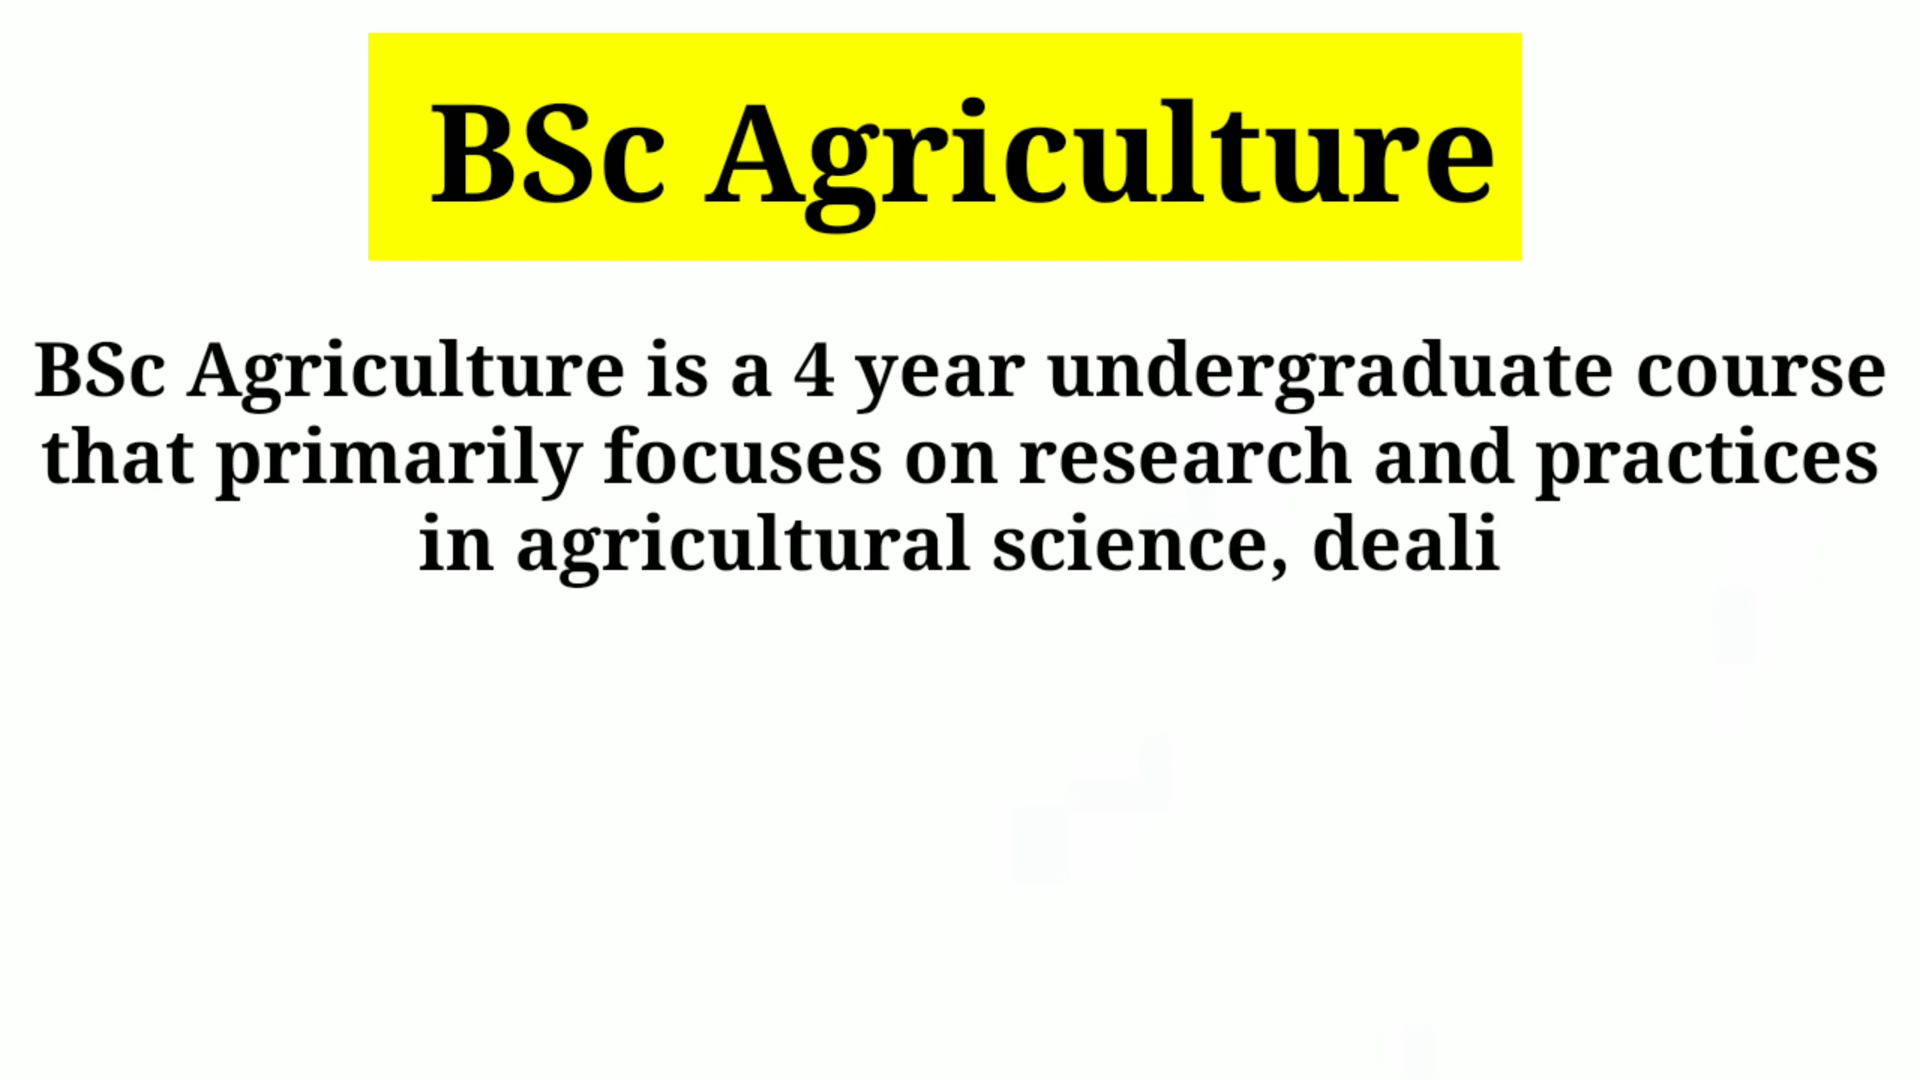 BSc Agriculture
BSc Agriculture is a 4 year undergraduate course
that primarily focuses on research and practices
in agricultural science, deali